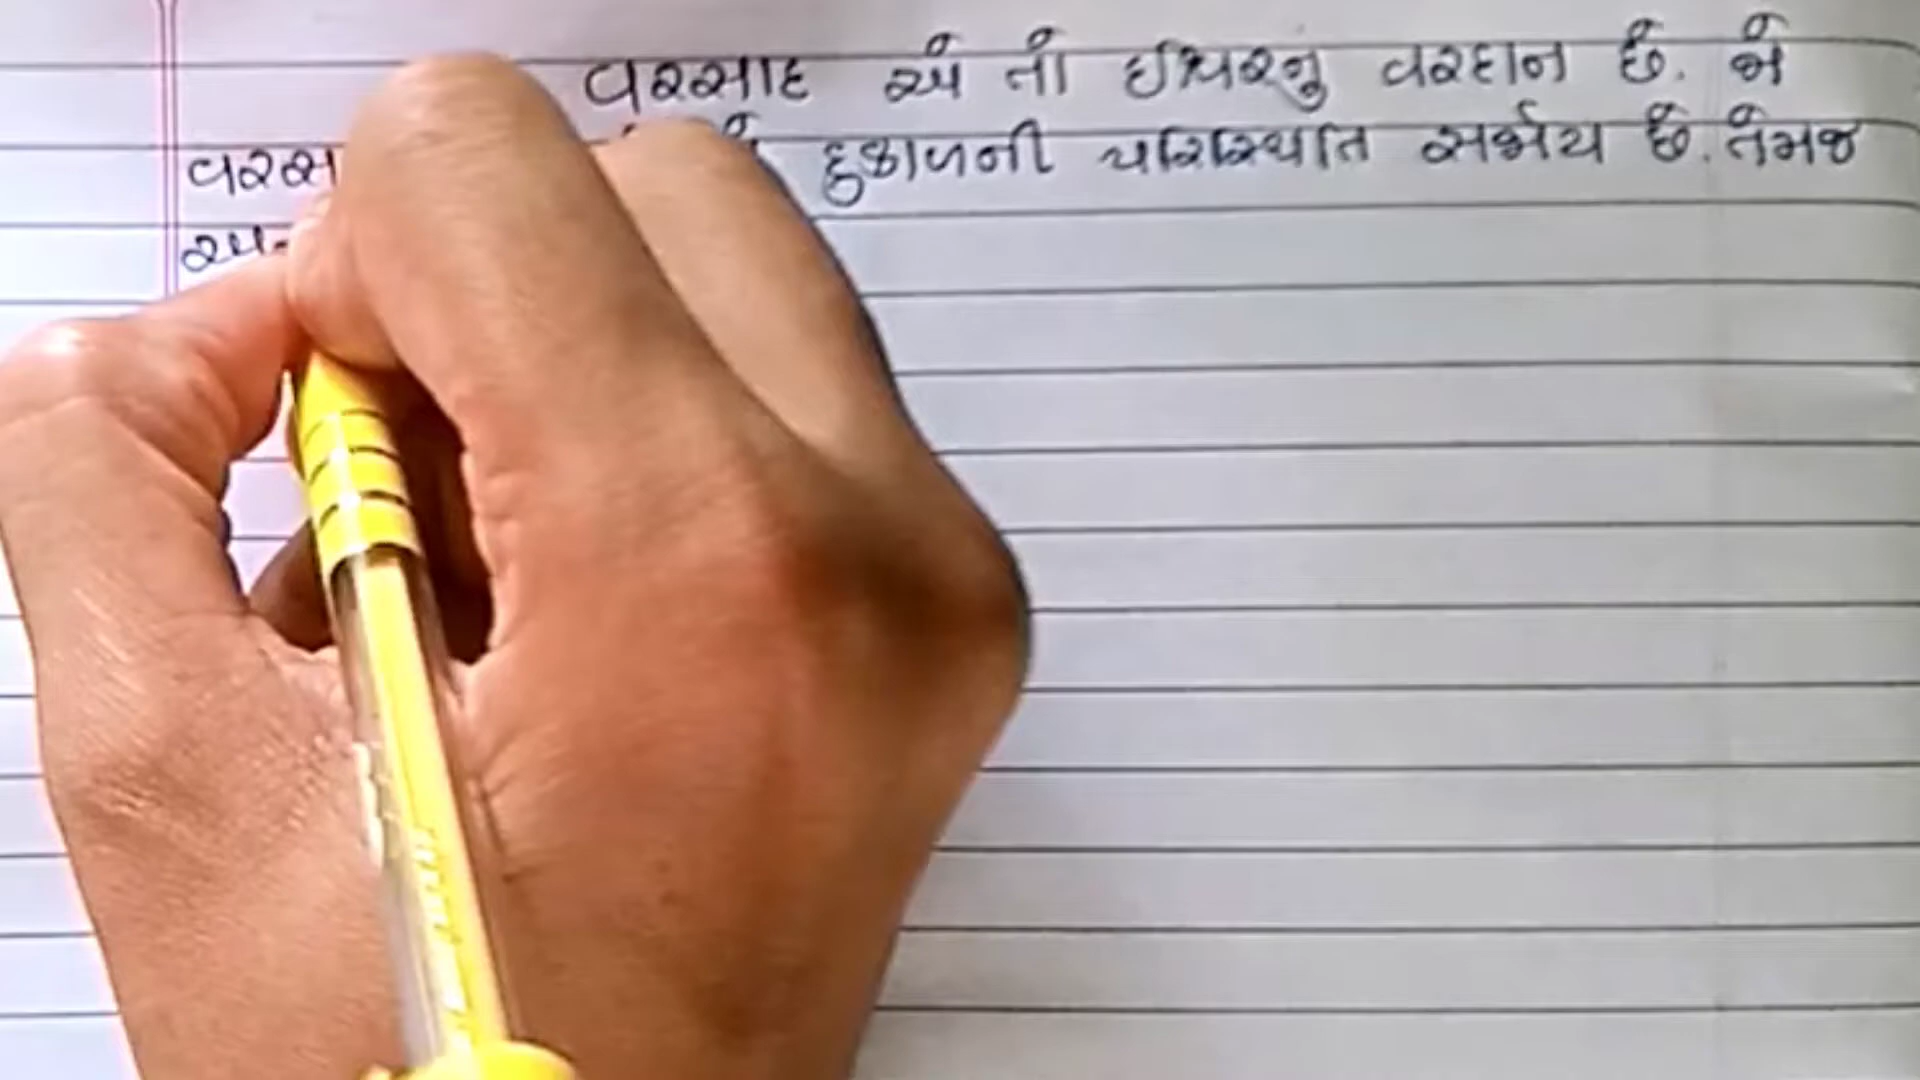 વરસાદ એ તો ઈશ્વરનુ વરદાન છે. જો
વરસા દુકાળની પરિસ્થિતિ સર્જાય છે. તેમજ